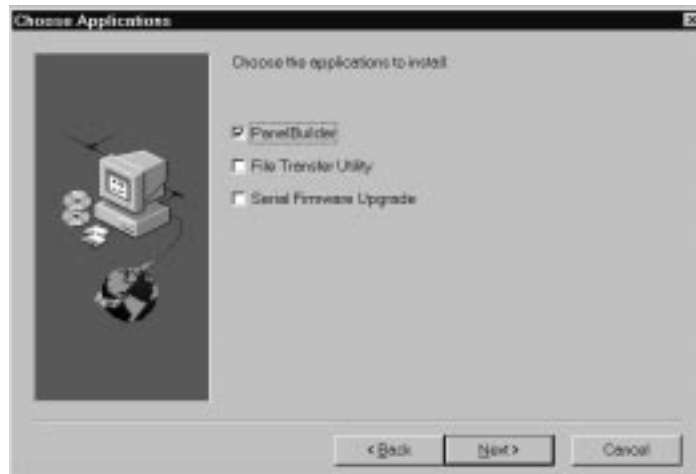 Choose Applications
Choose the applications to install:
PanelBuilder
File Transfer Utility
Serial Firmware Upgrade
< Back
Next >
Cancel